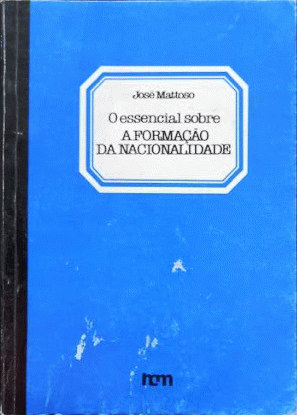 José Mattoso
O essencial sobre
A FORMAÇÃO
DA NACIONALIDADE
incm